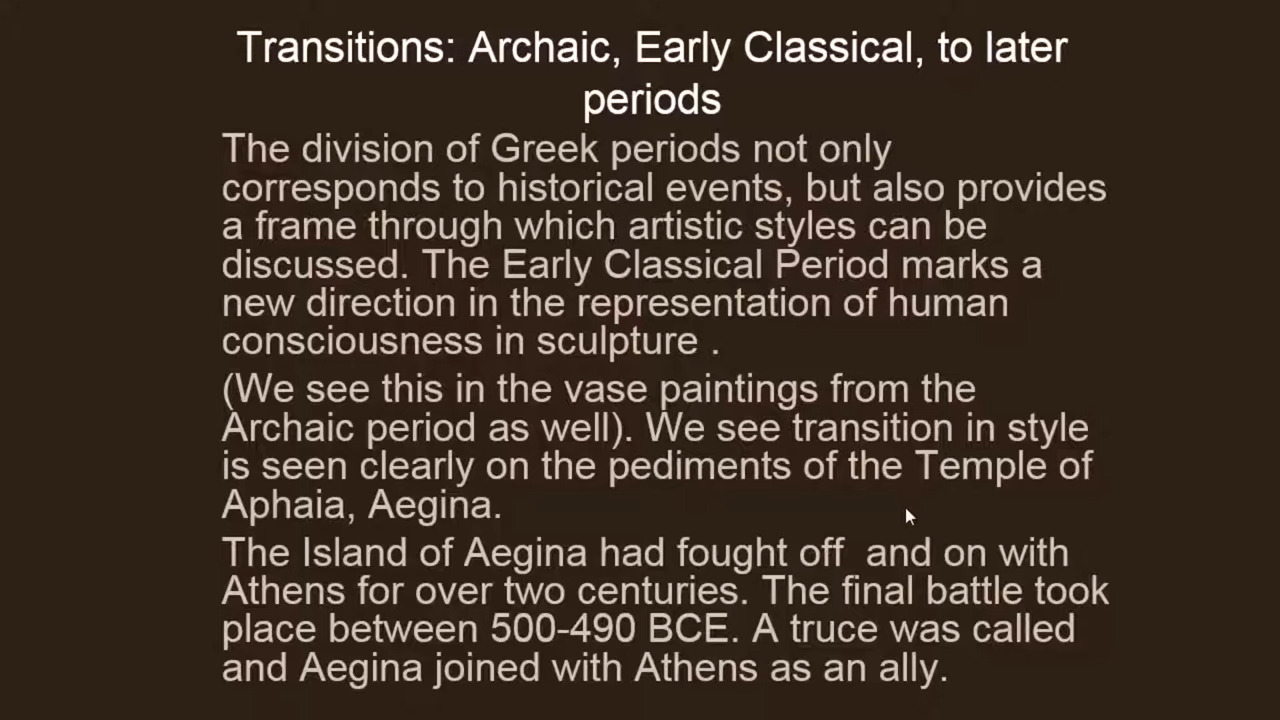 Transitions: Archaic, Early Classical, to later
periods
The division of Greek periods not only
corresponds to historical events, but also provides
a frame through which artistic styles can be
discussed. The Early Classical Period marks a
new direction in the representation of human
consciousness in sculpture .
(We see this in the vase paintings from the
Archaic period as well). We see transition in style
is seen clearly on the pediments of the Temple of
Aphaia, Aegina.
The Island of Aegina had fought off  and on with
Athens for over two centuries. The final battle took
place between 500-490 BCE. A truce was called
and Aegina joined with Athens as an ally.